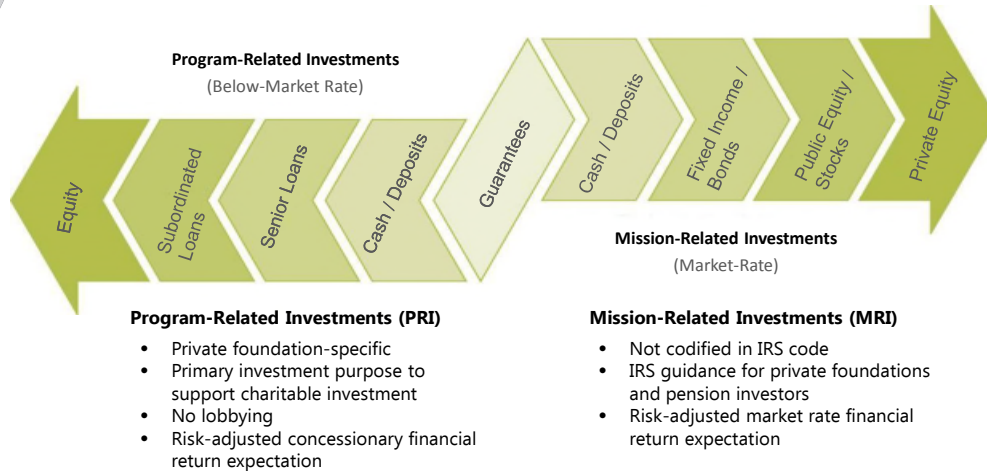 Program-Related Investments
(Below-Market Rate)
Equity
Subordinated
Loans
Senior Loans
Cash / Deposits
Guarantees
Cash / Deposits
Fixed Income /
Bonds
Public Equity /
Stocks
Private Equity
Mission-Related Investments
(Market-Rate)
Program-Related Investments (PRI)
• Private foundation-specific
• Primary investment purpose to
support charitable investment
• No lobbying
• Risk-adjusted concessionary financial
return expectation
Mission-Related Investments (MRI)
• Not codified in IRS code
• IRS guidance for private foundations
and pension investors
• Risk-adjusted market rate financial
return expectation